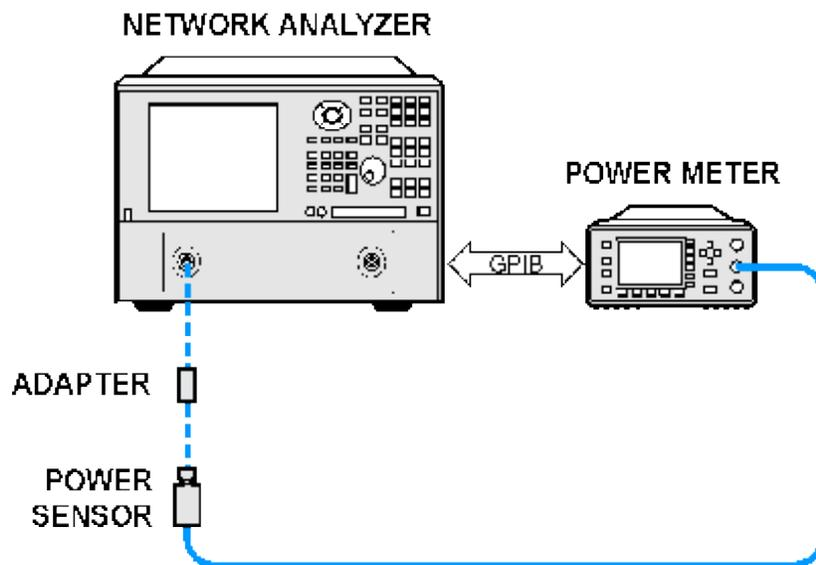 NETWORK ANALYZER
POWER METER
GPIB
ADAPTER
POWER
SENSOR